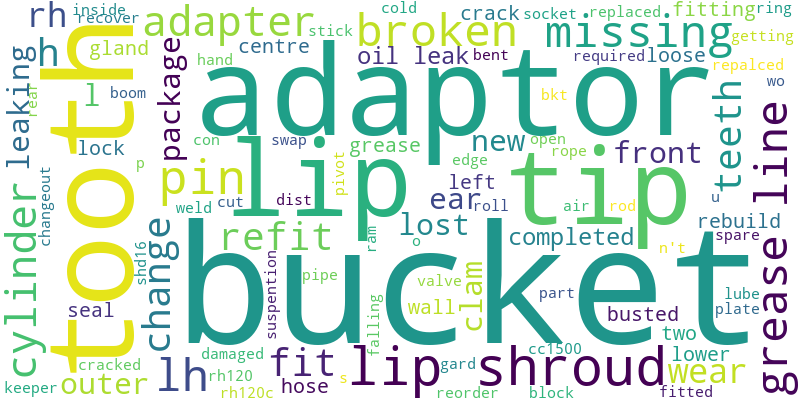 rh
inside
recover
adapter
stick
cold
crack
socket
replaced
fitting
ring
h
gland
centre
broken
missing
getting
leaking
l
boom
package
hand
adaptor
oil leak
bent
required
loose
repalced
rear
tooth
lock
con
swap
grease
new
open
bkt
wo
teeth
changeout
p
pin
pivot
lip
edge
rope
front
tip
cylinder
weld
cut
dist
left
ear
roll
air
rod
u
grease line
change
refit
ram
lost
o
completed
rebuild
spare
shd16
suspention
pipe
bucket
valve
n't
seal
wall
clam
part
busted
lube
plate
falling
two
damaged
cc1500
lower
cracked
lh
rh120
fit
lip shroud
gard
wear
keeper
outer
rh120c
hose
s
reorder
block
fitted